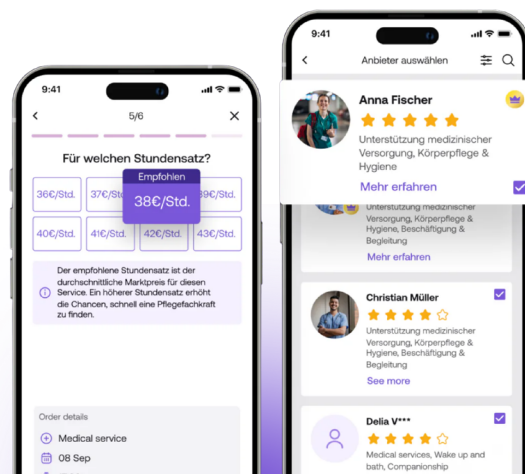 9:41
5/6
Für welchen Stundensatz?
Empfohlen
36€/Std.
37€/Std
38€/Std.
39€/Std.
40€/Std.
41€/Std.
42€/Std.
43€/Std.
Der empfohlene Stundensatz ist der
durchschnittliche Marktpreis für diesen
Service. Ein höherer Stundensatz erhöht
die Chancen, schnell eine Pflegefachkraft
zu finden.
Order details
Medical service
08 Sep
9:41
Anbieter auswählen
Anna Fischer
Unterstützung medizinischer
Versorgung, Körperpflege &
Hygiene
Mehr erfahren
Unterstützung medizinischer
Versorgung, Körperpflege &
Hygiene, Beschäftigung &
Begleitung
Mehr erfahren
Christian Müller
Unterstützung medizinischer
Versorgung, Körperpflege &
Hygiene, Beschäftigung &
Begleitung
See more
Delia V***
Medical services, Wake up and
bath, Companionship